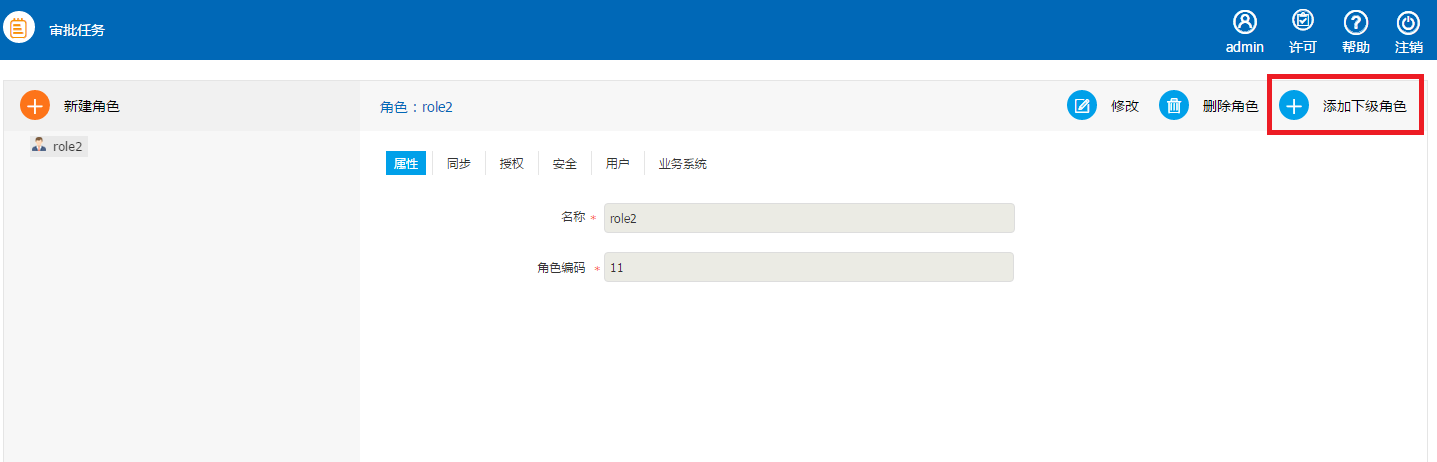 审批任务
admin 许可 帮助 注销
新建角色
role2
角色：role2
修改 删除角色 添加下级角色
属性 同步 授权 安全 用户 业务系统
名称 * role2
角色编码 * 11